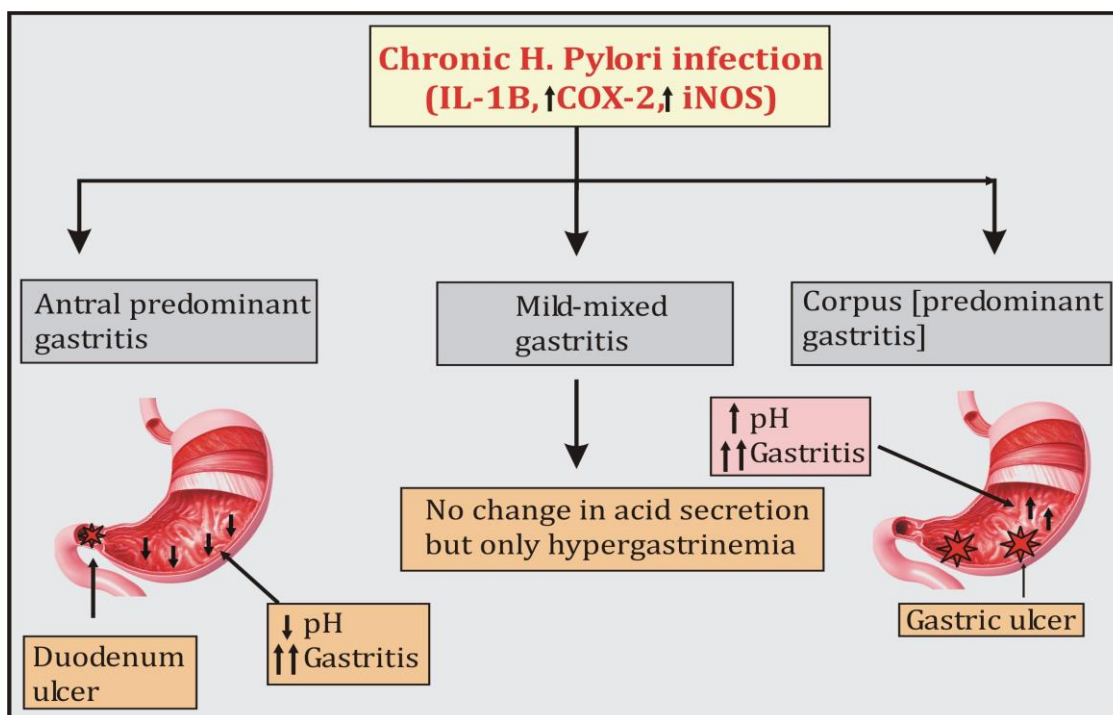 Chronic H. Pylori infection
(IL-1B, ↑COX-2,↑ iNOS)
Antral predominant
gastritis
Mild-mixed
gastritis
Corpus [predominant
gastritis]
↑ pH
↑↑ Gastritis
No change in acid secretion
but only hypergastrinemia
Duodenum
ulcer
↓ pH
↑↑ Gastritis
Gastric ulcer